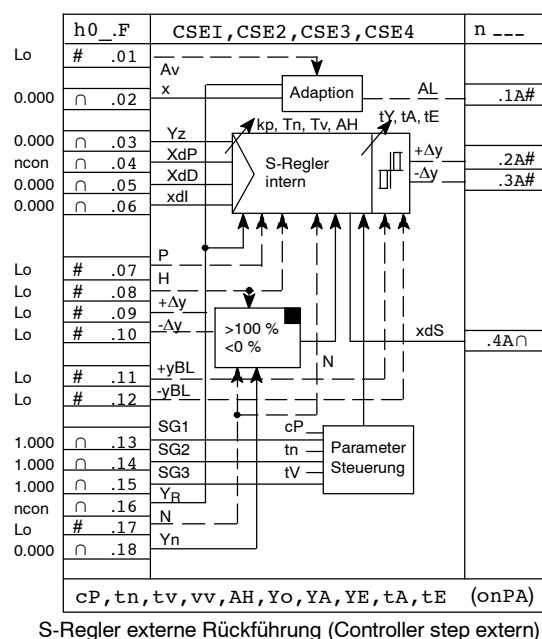 h0_.F CSE1,CSE2,CSE3,CSE4 n ___
Lo # .01 Av
0.000 ∩ .02 x Adaption AL .1A#
kp, Tn, Tv, AH tY, tA, tE
0.000 ∩ .03 Yz
ncon ∩ .04 XdP S-Regler intern +Δy .2A#
0.000 ∩ .05 XdD -Δy .3A#
0.000 ∩ .06 xdI
Lo # .07 P
Lo # .08 H
Lo # .09 +Δy
Lo # .10 -Δy >100 % <0 % xdS .4A∩
N
Lo # .11 +yBL
Lo # .12 -yBL
1.000 ∩ .13 SG1 cP
1.000 ∩ .14 SG2 tn Parameter Steuerung
1.000 ∩ .15 SG3 tV
ncon ∩ .16 YR
Lo # .17 N
0.000 ∩ .18 Yn
cP,tn,tv,vv,AH,Yo,YA,YE,tA,tE (onPA)
S-Regler externe Rückführung (Controller step extern)